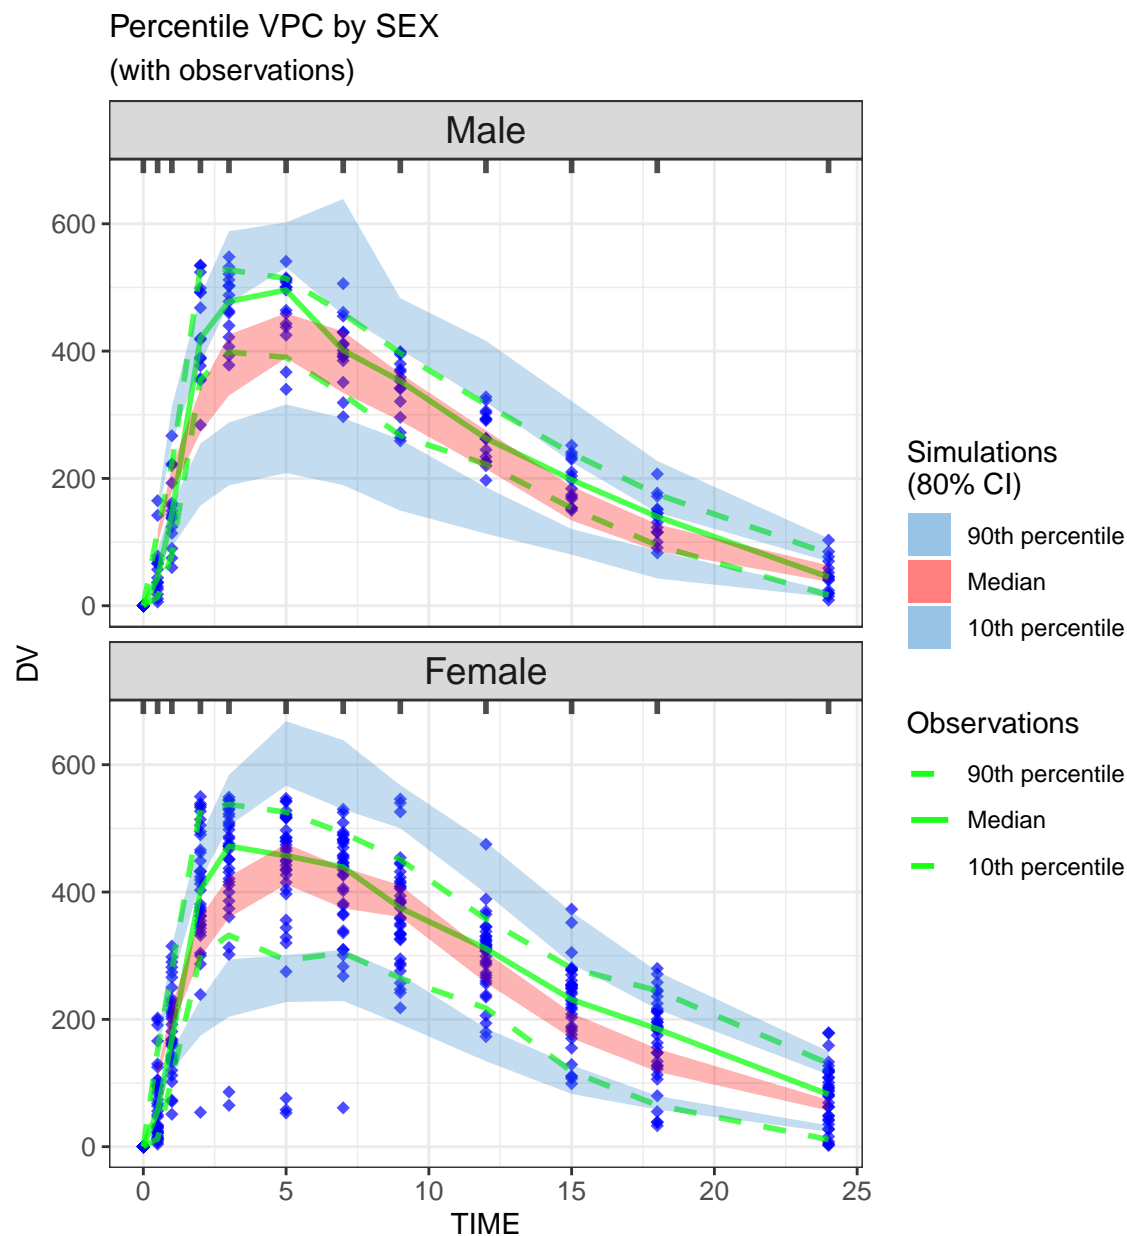 Percentile VPC by SEX
(with observations)
Male
600
400
200
0
Female
600
400
200
0
DV
0 5 10 15 20 25
TIME
Simulations
(80% CI)
90th percentile
Median
10th percentile
Observations
90th percentile
Median
10th percentile